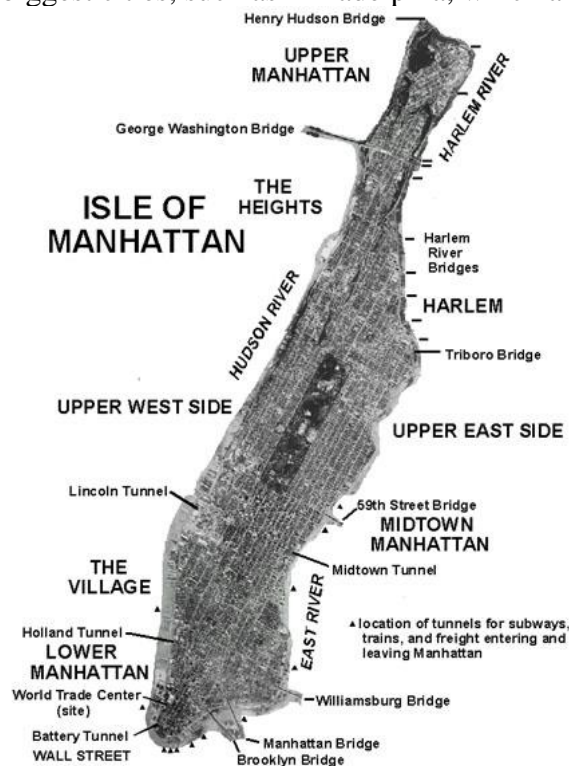 Henry Hudson Bridge
UPPER
MANHATTAN
HARLEM RIVER
George Washington Bridge
THE
HEIGHTS
ISLE OF
MANHATTAN
Harlem
River
Bridges
HARLEM
HUDSON RIVER
Triboro Bridge
UPPER WEST SIDE
UPPER EAST SIDE
Lincoln Tunnel
59th Street Bridge
MIDTOWN
MANHATTAN
THE
VILLAGE
Midtown Tunnel
EAST RIVER
location of tunnels for subways,
trains, and freight entering and
leaving Manhattan
Holland Tunnel
LOWER
MANHATTAN
World Trade Center
(site)
Williamsburg Bridge
Battery Tunnel
WALL STREET
Manhattan Bridge
Brooklyn Bridge